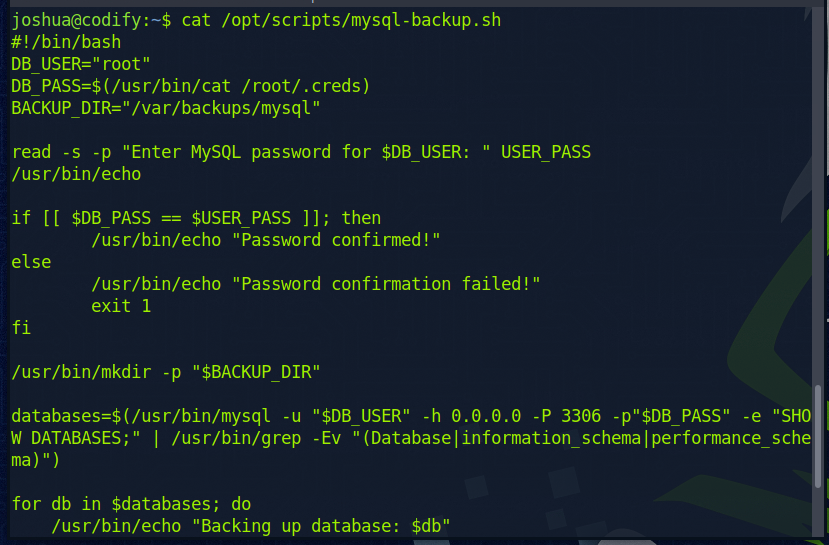 joshua@codify:~$ cat /opt/scripts/mysql-backup.sh
#!/bin/bash
DB_USER="root"
DB_PASS=$(/usr/bin/cat /root/.creds)
BACKUP_DIR="/var/backups/mysql"

read -s -p "Enter MySQL password for $DB_USER: " USER_PASS
/usr/bin/echo

if [[ $DB_PASS == $USER_PASS ]]; then
        /usr/bin/echo "Password confirmed!"
else
        /usr/bin/echo "Password confirmation failed!"
        exit 1
fi

/usr/bin/mkdir -p "$BACKUP_DIR"

databases=$(/usr/bin/mysql -u "$DB_USER" -h 0.0.0.0 -P 3306 -p"$DB_PASS" -e "SHO
W DATABASES;" | /usr/bin/grep -Ev "(Database|information_schema|performance_sche
ma)")

for db in $databases; do
    /usr/bin/echo "Backing up database: $db"